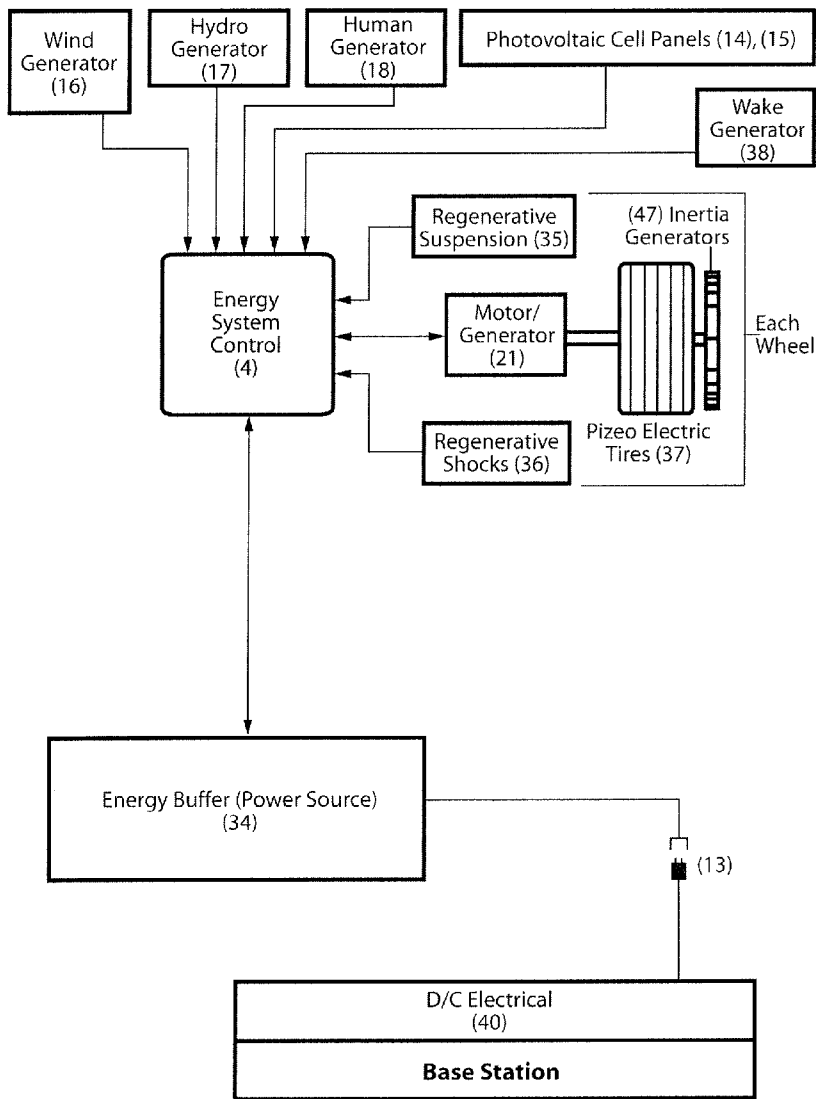 Wind
Generator
(16)
Hydro
Generator
(17)
Human
Generator
(18)
Photovoltaic Cell Panels (14), (15)
Wake
Generator
(38)
Regenerative
Suspension (35)
(47) Inertia
Generators
Energy
System
Control
(4)
Motor/
Generator
(21)
Each
Wheel
Regenerative
Shocks (36)
Pizeo Electric
Tires (37)
Energy Buffer (Power Source)
(34)
(13)
D/C Electrical
(40)
Base Station